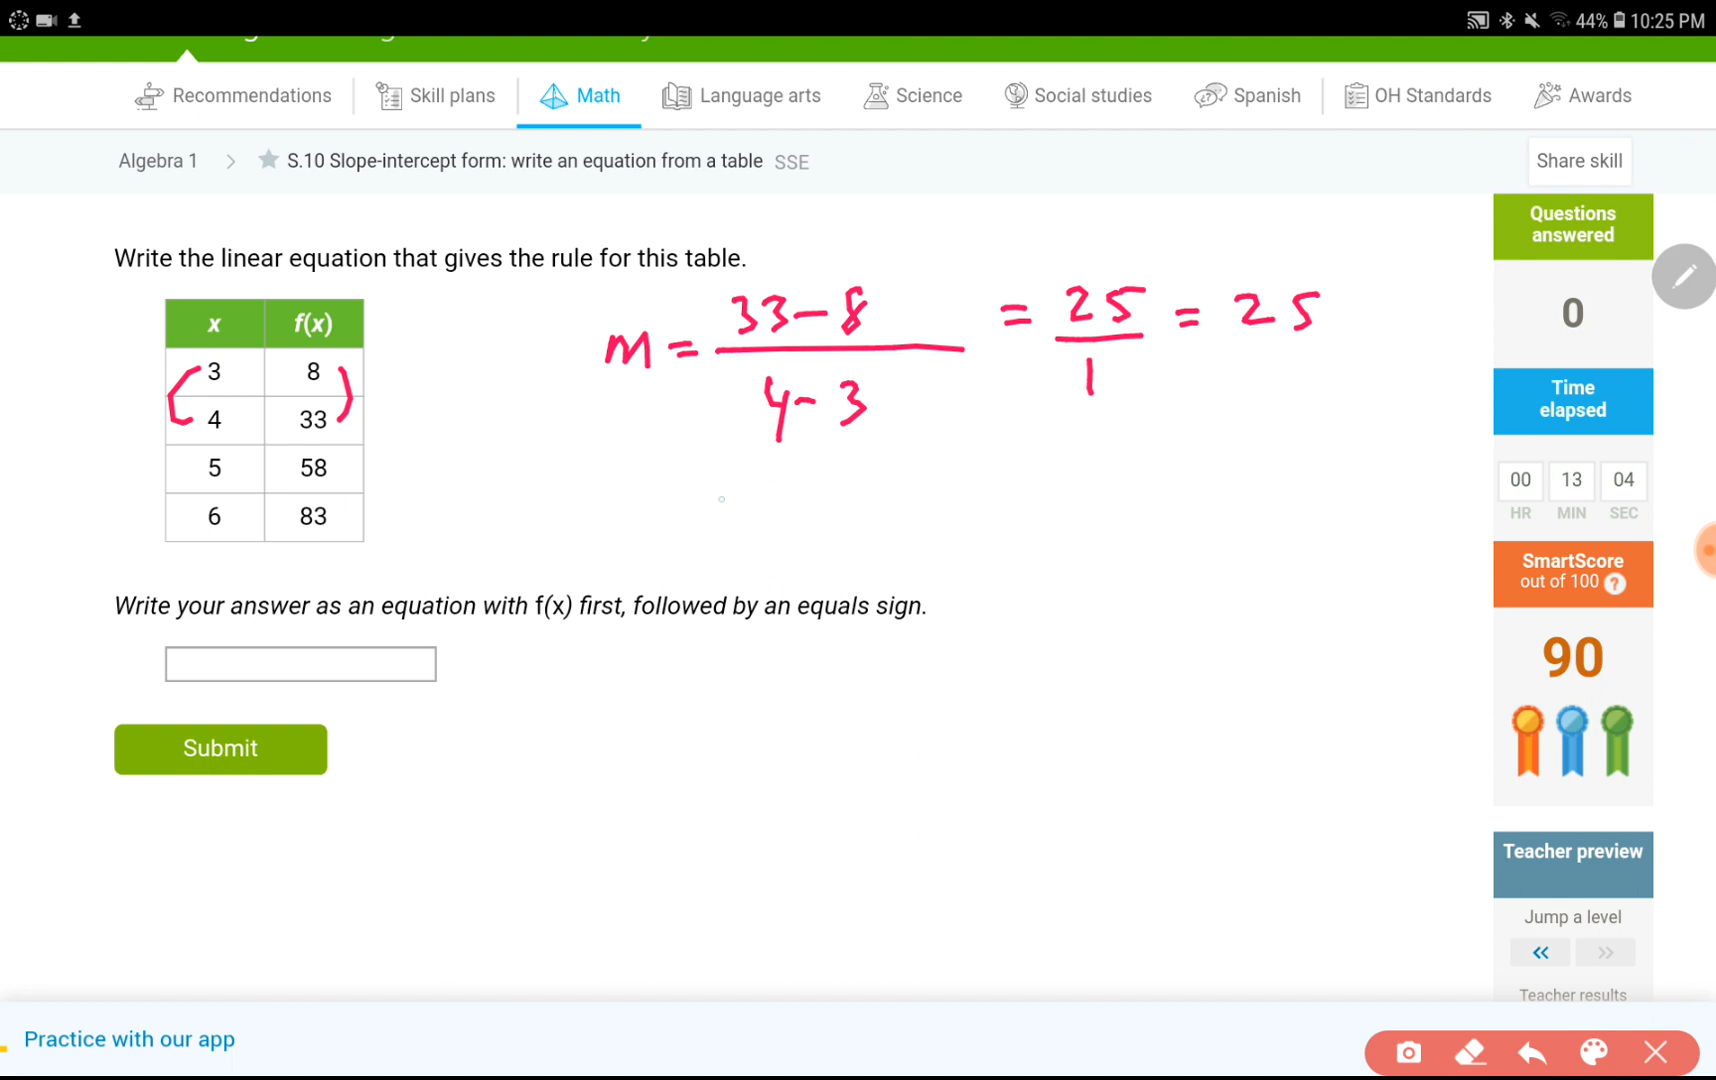 44% 10:25 PM
Recommendations Skill plans Math Language arts Science Social studies Spanish OH Standards Awards
Algebra 1 > S.10 Slope-intercept form: write an equation from a table SSE
Share skill
Write the linear equation that gives the rule for this table.
x f(x)
3 8
4 33
5 58
6 83
m = 33-8 / 4-3 = 25 / 1 = 25
Write your answer as an equation with f(x) first, followed by an equals sign.
Submit
Questions
answered
0
Time
elapsed
00 13 04
HR MIN SEC
SmartScore
out of 100 ?
90
Teacher preview
Jump a level
« »
Teacher results
Practice with our app